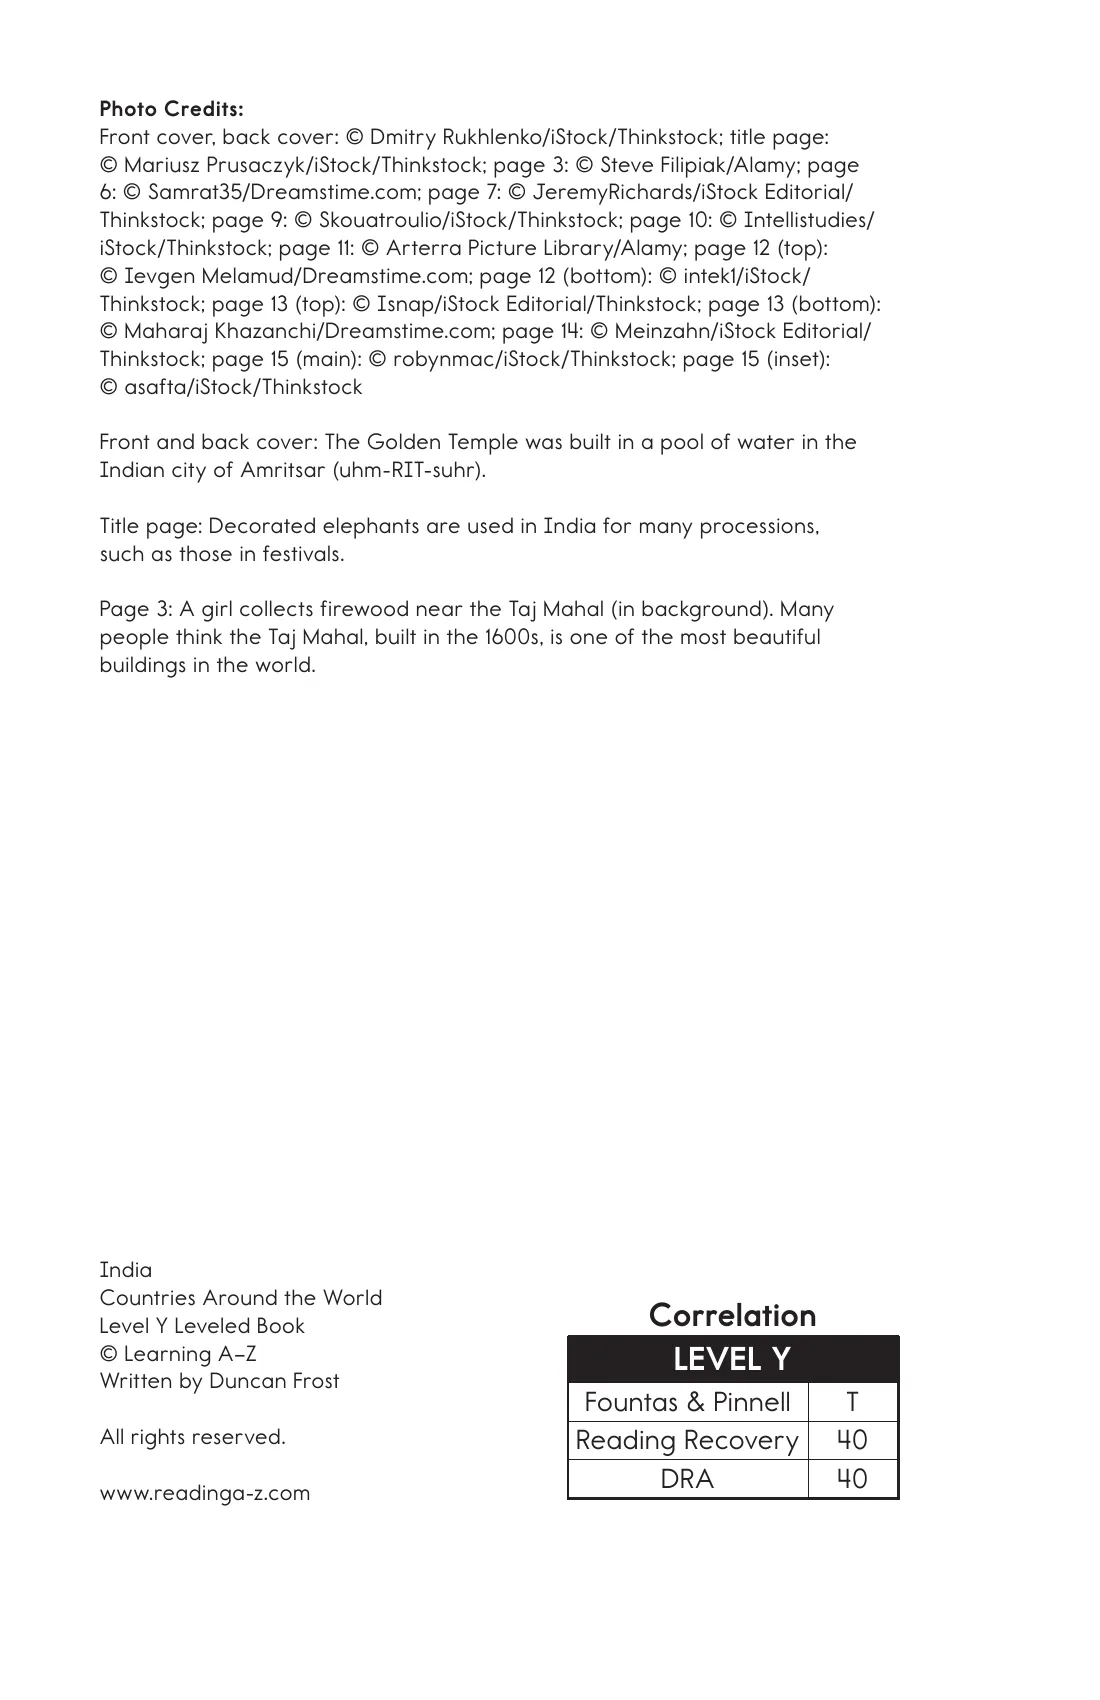 Photo Credits:
Front cover, back cover: © Dmitry Rukhlenko/iStock/Thinkstock; title page:
© Mariusz Prusaczyk/iStock/Thinkstock; page 3: © Steve Filipiak/Alamy; page
6: © Samrat35/Dreamstime.com; page 7: © JeremyRichards/iStock Editorial/
Thinkstock; page 9: © Skouatroulio/iStock/Thinkstock; page 10: © Intellistudies/
iStock/Thinkstock; page 11: © Arterra Picture Library/Alamy; page 12 (top):
© Ievgen Melamud/Dreamstime.com; page 12 (bottom): © intek1/iStock/
Thinkstock; page 13 (top): © Isnap/iStock Editorial/Thinkstock; page 13 (bottom):
© Maharaj Khazanchi/Dreamstime.com; page 14: © Meinzahn/iStock Editorial/
Thinkstock; page 15 (main): © robynmac/iStock/Thinkstock; page 15 (inset):
© asafta/iStock/Thinkstock
Front and back cover: The Golden Temple was built in a pool of water in the
Indian city of Amritsar (uhm-RIT-suhr).
Title page: Decorated elephants are used in India for many processions,
such as those in festivals.
Page 3: A girl collects firewood near the Taj Mahal (in background). Many
people think the Taj Mahal, built in the 1600s, is one of the most beautiful
buildings in the world.
India
Countries Around the World
Level Y Leveled Book
© Learning A–Z
Written by Duncan Frost
All rights reserved.
www.readinga-z.com
Correlation
LEVEL Y
Fountas & Pinnell T
Reading Recovery 40
DRA 40